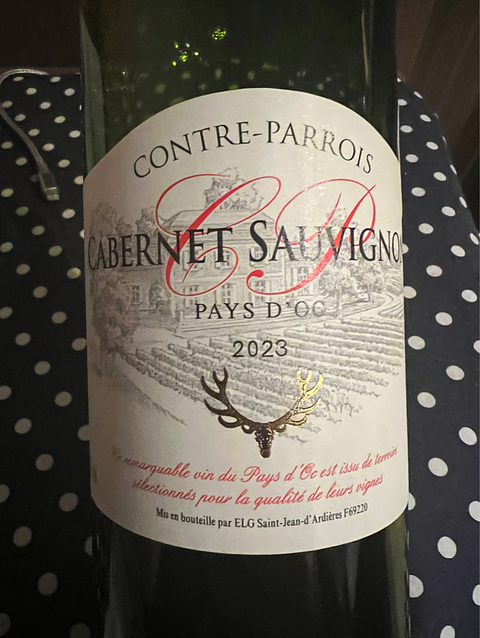 CONTRE-PARROIS
CP
CABERNET SAUVIGNO
PAYS D'OC
2023
remarquable vin du Pays d'Oc est issu de terroirs
sélectionnés pour la qualité de leurs vignes
Mis en bouteille par ELG Saint-Jean-d'Ardières F69220